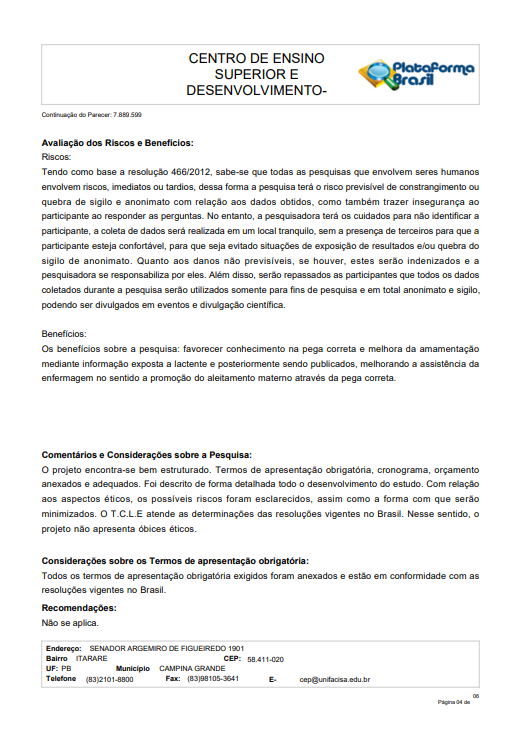 CENTRO DE ENSINO
SUPERIOR E
DESENVOLVIMENTO-
Plataforma
Brasil
Continuação do Parecer: 7.889.599
Avaliação dos Riscos e Benefícios:
Riscos:
Tendo como base a resolução 466/2012, sabe-se que todas as pesquisas que envolvem seres humanos
envolvem riscos, imediatos ou tardios, dessa forma a pesquisa terá o risco previsível de constrangimento ou
quebra de sigilo e anonimato com relação aos dados obtidos, como também trazer insegurança ao
participante ao responder as perguntas. No entanto, a pesquisadora terá os cuidados para não identificar a
participante, a coleta de dados será realizada em um local tranquilo, sem a presença de terceiros para que a
participante esteja confortável, para que seja evitado situações de exposição de resultados e/ou quebra do
sigilo de anonimato. Quanto aos danos não previsíveis, se houver, estes serão indenizados e a
pesquisadora se responsabiliza por eles. Além disso, serão repassados as participantes que todos os dados
coletados durante a pesquisa serão utilizados somente para fins de pesquisa e em total anonimato e sigilo,
podendo ser divulgados em eventos e divulgação científica.
Benefícios:
Os benefícios sobre a pesquisa: favorecer conhecimento na pega correta e melhora da amamentação
mediante informação exposta a lactente e posteriormente sendo publicados, melhorando a assistência da
enfermagem no sentido a promoção do aleitamento materno através da pega correta.
Comentários e Considerações sobre a Pesquisa:
O projeto encontra-se bem estruturado. Termos de apresentação obrigatória, cronograma, orçamento
anexados e adequados. Foi descrito de forma detalhada todo o desenvolvimento do estudo. Com relação
aos aspectos éticos, os possíveis riscos foram esclarecidos, assim como a forma com que serão
minimizados. O T.C.L.E atende as determinações das resoluções vigentes no Brasil. Nesse sentido, o
projeto não apresenta óbices éticos.
Considerações sobre os Termos de apresentação obrigatória:
Todos os termos de apresentação obrigatória exigidos foram anexados e estão em conformidade com as
resoluções vigentes no Brasil.
Recomendações:
Não se aplica.
Endereço: SENADOR ARGEMIRO DE FIGUEIREDO 1901
Bairro ITARARE CEP: 58.411-020
UF: PB Município CAMPINA GRANDE
Telefone (83)2101-8800 Fax: (83)98105-3641 E- cep@unifacisa.edu.br
06
Página 04 de